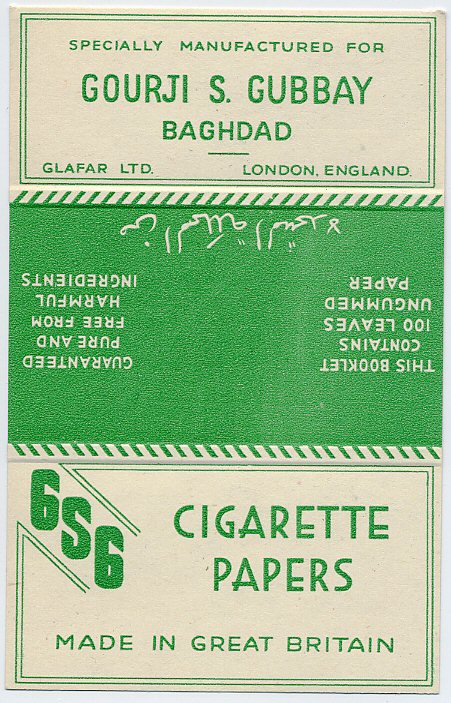 SPECIALLY MANUFACTURED FOR
GOURJI S. GUBBAY
BAGHDAD
GLAFAR LTD. LONDON, ENGLAND.
THIS BOOKLET
CONTAINS
100 LEAVES
UNGUMMED
PAPER
GUARANTEED
PURE AND
FREE FROM
HARMFUL
INGREDIENTS
6S6
CIGARETTE
PAPERS
MADE IN GREAT BRITAIN